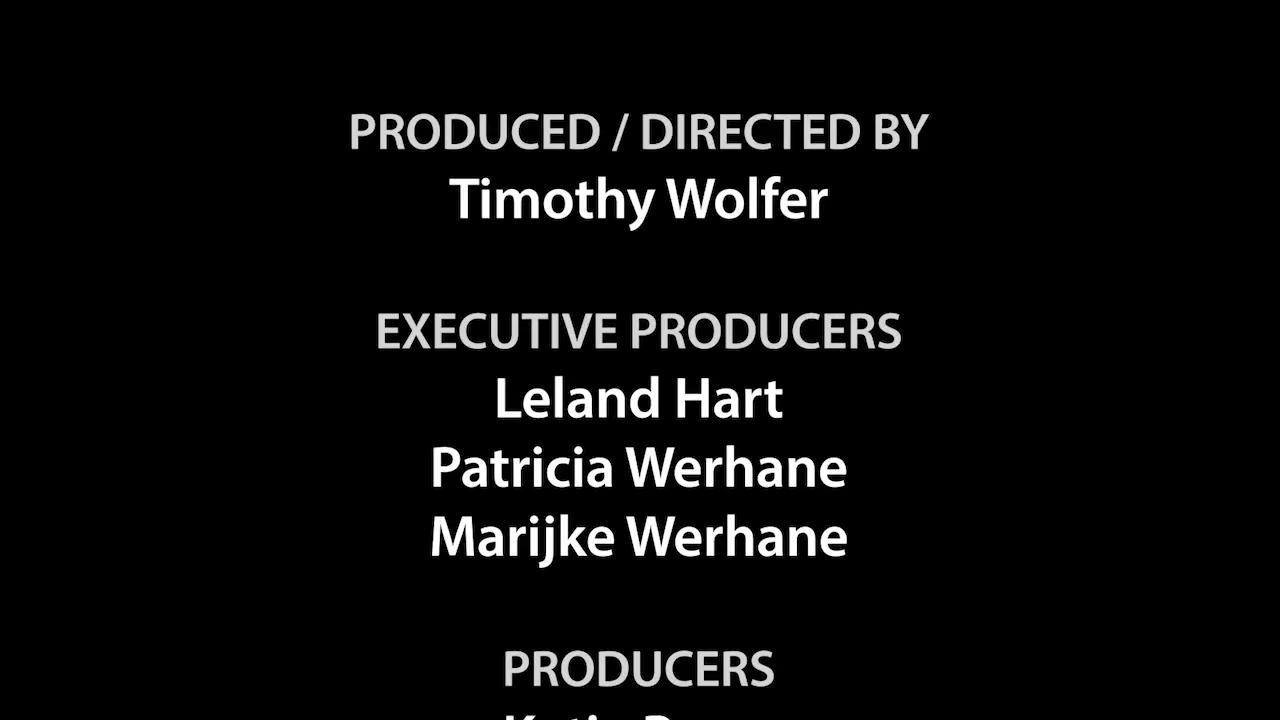 PRODUCED / DIRECTED BY
Timothy Wolfer
EXECUTIVE PRODUCERS
Leland Hart
Patricia Werhane
Marijke Werhane
PRODUCERS